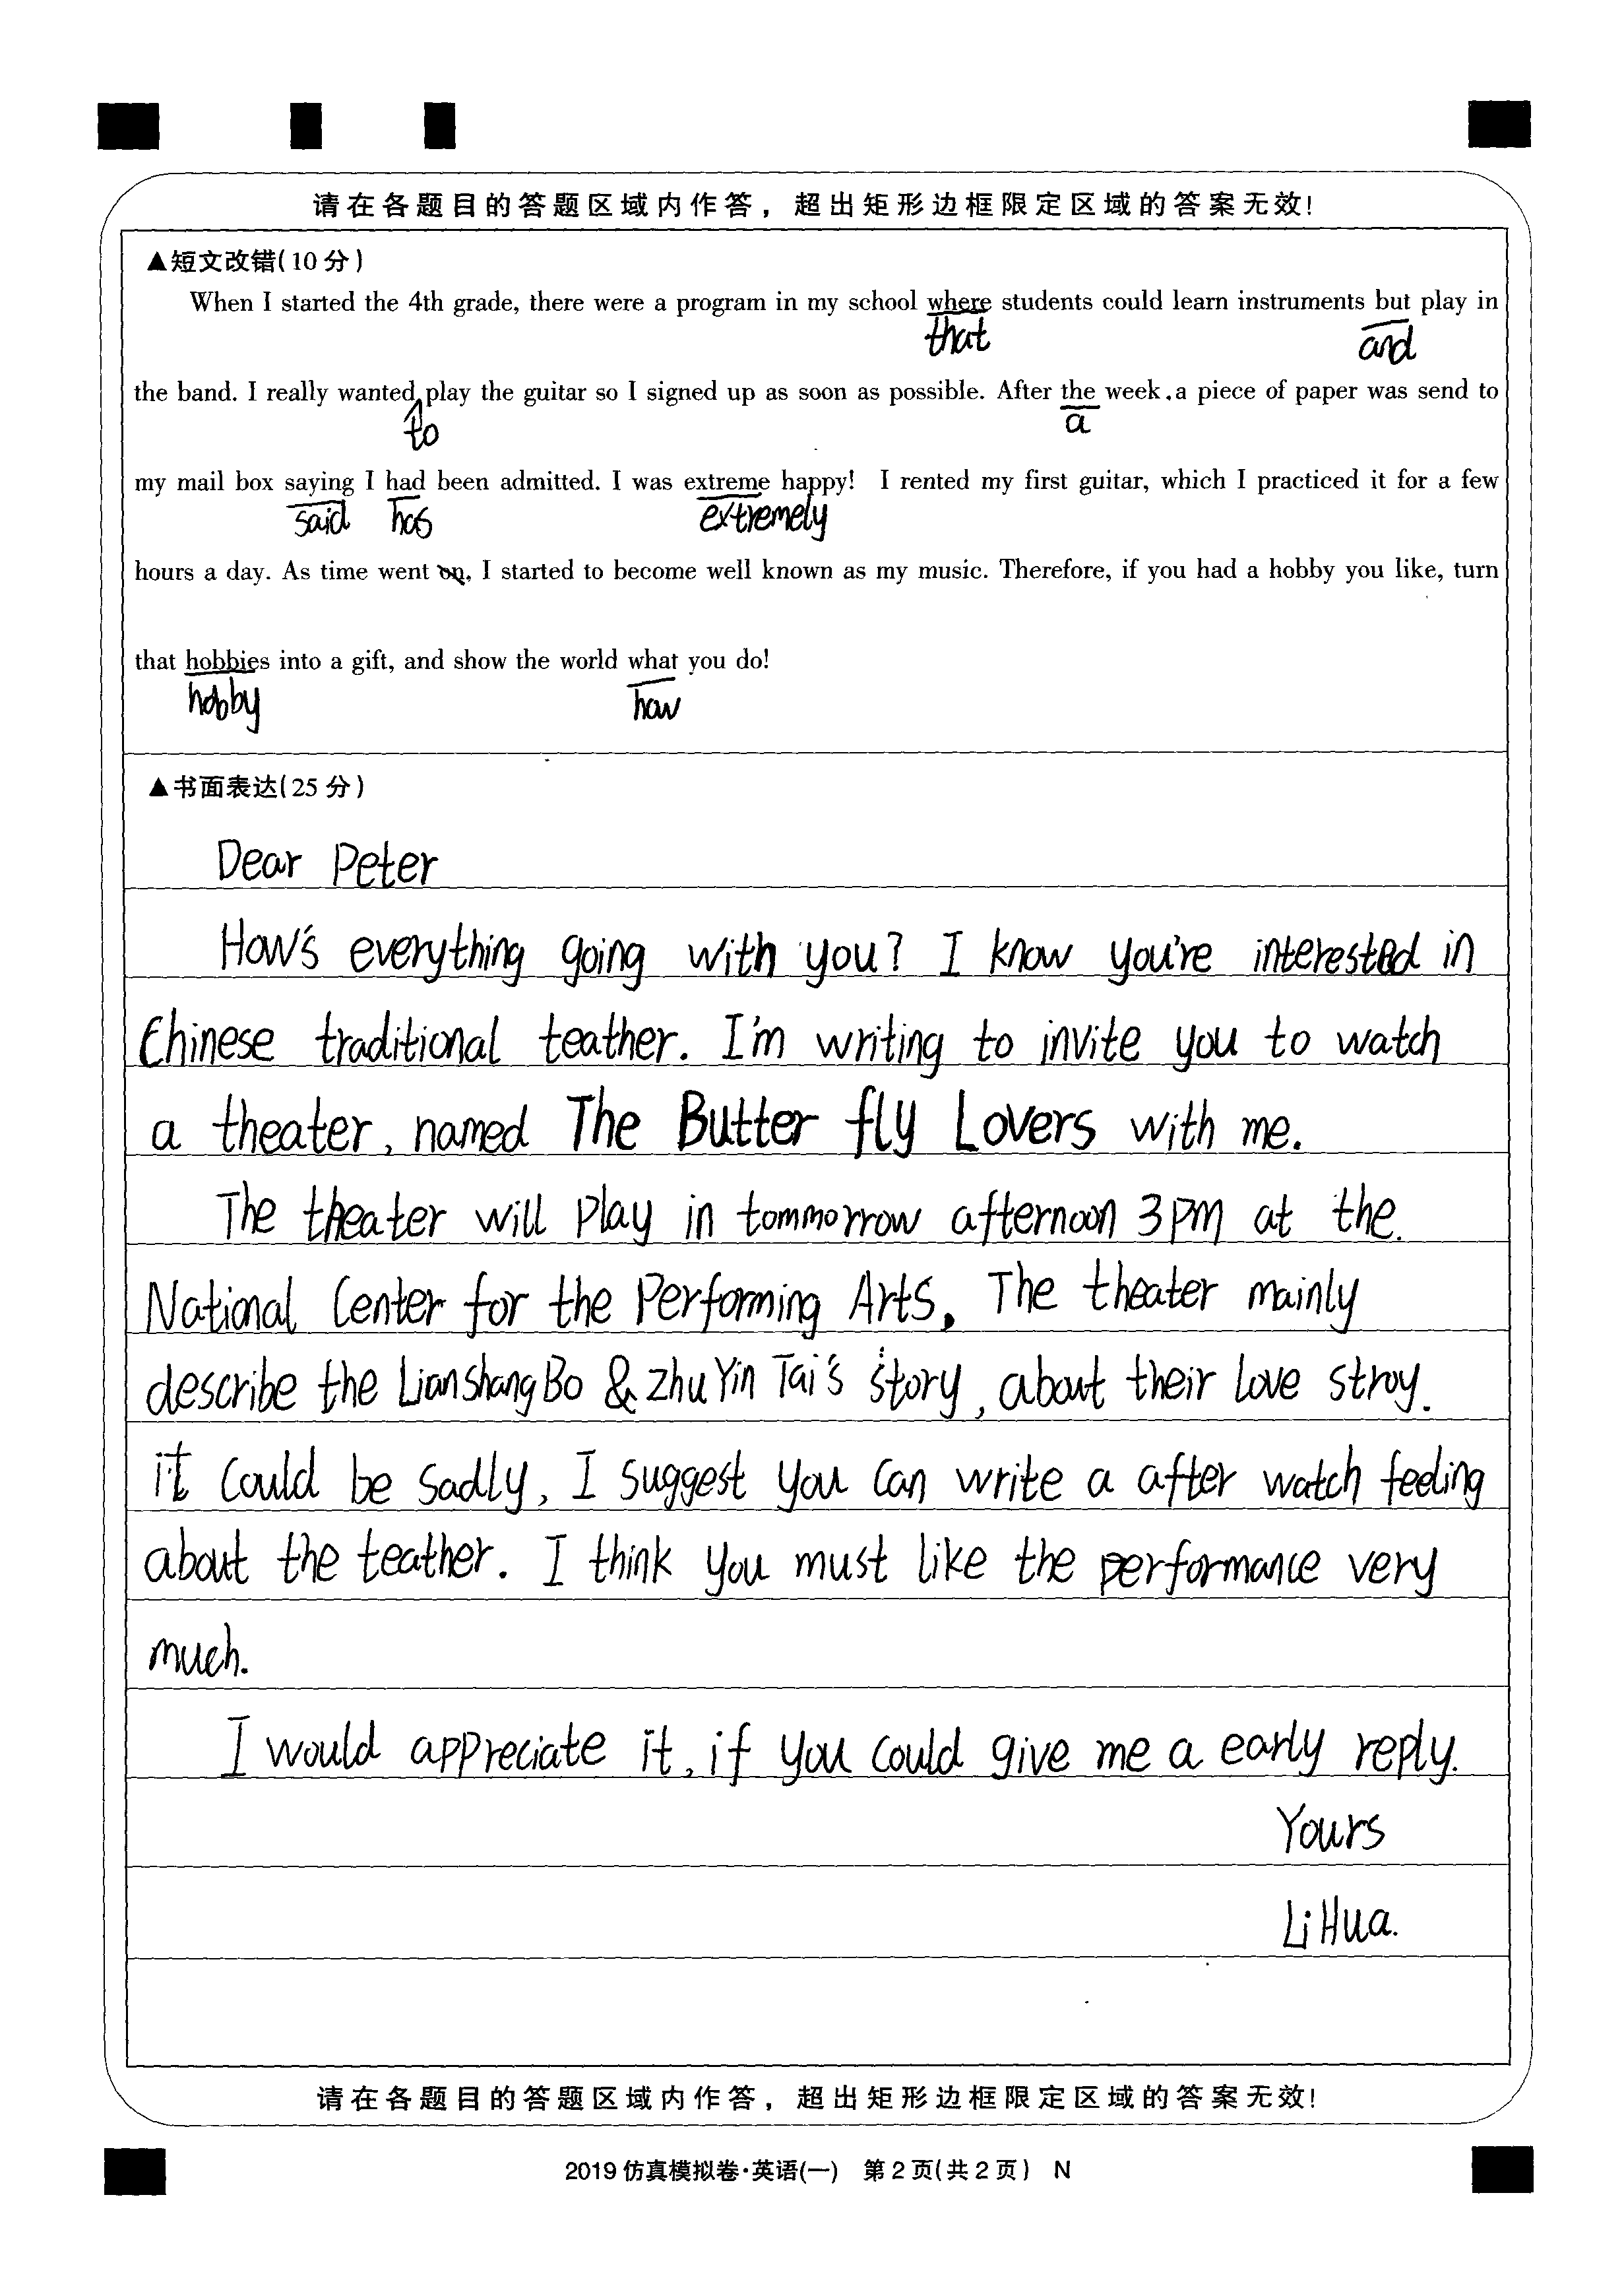 请在各题目的答题区域内作答，超出矩形边框限定区域的答案无效!
▲短文改错(10分)
When I started the 4th grade, there were a program in my school where students could learn instruments but play in
that and
the band. I really wanted play the guitar so I signed up as soon as possible. After the week, a piece of paper was send to
to a
my mail box saying I had been admitted. I was extreme happy! I rented my first guitar, which I practiced it for a few
said has extremely
hours a day. As time went on, I started to become well known as my music. Therefore, if you had a hobby you like, turn
that hobbies into a gift, and show the world what you do!
hobby how
▲书面表达(25分)
Dear Peter
How's everything going with you? I know you're interested in
Chinese traditional teather. I'm writing to invite you to watch
a theater, named The Butter fly Lovers with me.
The theater will play in tommorrow afternoon 3PM at the
National Center for the Performing Arts. The theater mainly
describe the LianShangBo & Zhu Yin Tai's story, about their love stroy.
it could be sadly, I suggest you can write a after watch feeling
about the teather. I think you must like the performance very
much.
I would appreciate it, if you could give me a early reply.
Yours
Li Hua.
请在各题目的答题区域内作答，超出矩形边框限定区域的答案无效!
2019仿真模拟卷·英语(一) 第2页(共2页) N